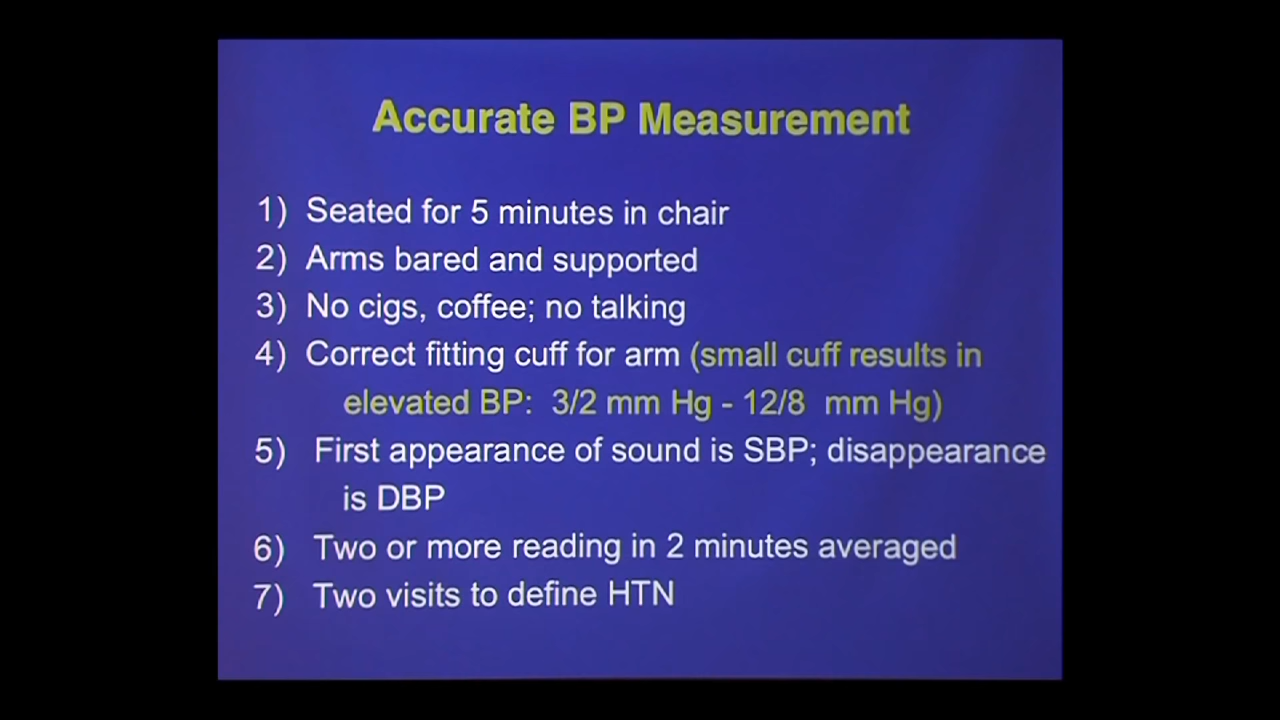 Accurate BP Measurement
1) Seated for 5 minutes in chair
2) Arms bared and supported
3) No cigs, coffee; no talking
4) Correct fitting cuff for arm (small cuff results in
elevated BP: 3/2 mm Hg - 12/8 mm Hg)
5) First appearance of sound is SBP; disappearance
is DBP
6) Two or more reading in 2 minutes averaged
7) Two visits to define HTN